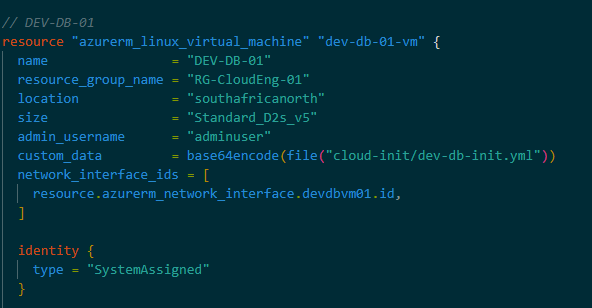 // DEV-DB-01
resource "azurerm_linux_virtual_machine" "dev-db-01-vm" {
  name                = "DEV-DB-01"
  resource_group_name = "RG-CloudEng-01"
  location            = "southafricanorth"
  size                = "Standard_D2s_v5"
  admin_username      = "adminuser"
  custom_data         = base64encode(file("cloud-init/dev-db-init.yml"))
  network_interface_ids = [
    resource.azurerm_network_interface.devdbvm01.id,
  ]
  identity {
    type = "SystemAssigned"
  }